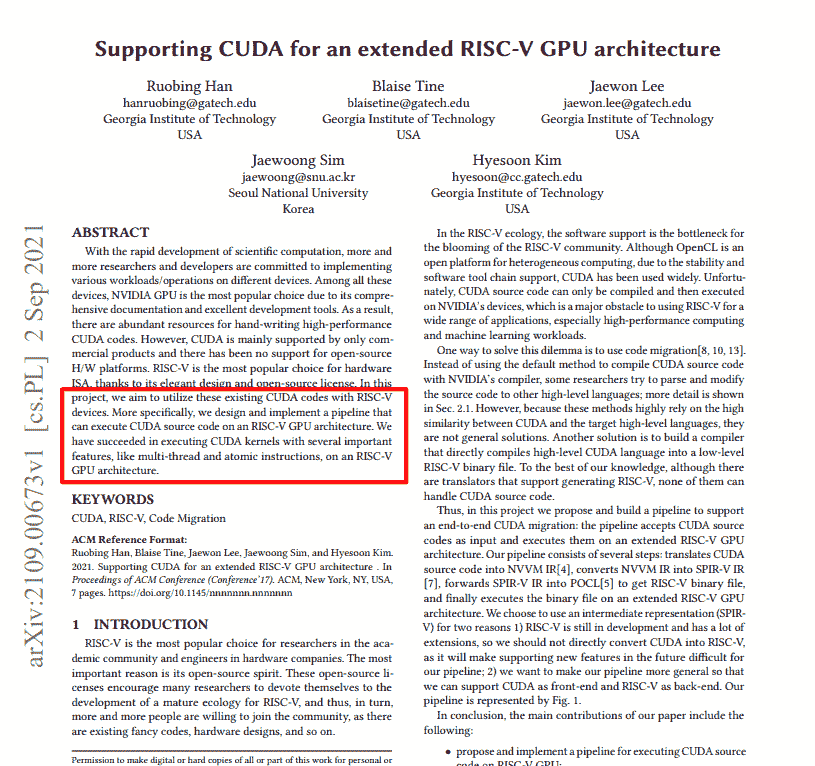 Supporting CUDA for an extended RISC-V GPU architecture
Ruobing Han
hanruobing@gatech.edu
Georgia Institute of Technology
USA
Blaise Tine
blaisetine@gatech.edu
Georgia Institute of Technology
USA
Jaewon Lee
jaewon.lee@gatech.edu
Georgia Institute of Technology
USA
Jaewoong Sim
jaewoong@snu.ac.kr
Seoul National University
Korea
Hyesoon Kim
hyesoon@cc.gatech.edu
Georgia Institute of Technology
USA
arXiv:2109.00673v1 [cs.PL] 2 Sep 2021
ABSTRACT
With the rapid development of scientific computation, more and
more researchers and developers are committed to implementing
various workloads/operations on different devices. Among all these
devices, NVIDIA GPU is the most popular choice due to its compre-
hensive documentation and excellent development tools. As a result,
there are abundant resources for hand-writing high-performance
CUDA codes. However, CUDA is mainly supported by only com-
mercial products and there has been no support for open-source
H/W platforms. RISC-V is the most popular choice for hardware
ISA, thanks to its elegant design and open-source license. In this
project, we aim to utilize these existing CUDA codes with RISC-V
devices. More specifically, we design and implement a pipeline that
can execute CUDA source code on an RISC-V GPU architecture. We
have succeeded in executing CUDA kernels with several important
features, like multi-thread and atomic instructions, on an RISC-V
GPU architecture.
KEYWORDS
CUDA, RISC-V, Code Migration
ACM Reference Format:
Ruobing Han, Blaise Tine, Jaewon Lee, Jaewoong Sim, and Hyesoon Kim.
2021. Supporting CUDA for an extended RISC-V GPU architecture . In
Proceedings of ACM Conference (Conference'17). ACM, New York, NY, USA,
7 pages. https://doi.org/10.1145/nnnnnnn.nnnnnnn
1 INTRODUCTION
RISC-V is the most popular choice for researchers in the aca-
demic community and engineers in hardware companies. The most
important reason is its open-source spirit. These open-source li-
censes encourage many researchers to devote themselves to the
development of a mature ecology for RISC-V, and thus, in turn,
more and more people are willing to join the community, as there
are existing fancy codes, hardware designs, and so on.
Permission to make digital or hard copies of all or part of this work for personal or
In the RISC-V ecology, the software support is the bottleneck for
the blooming of the RISC-V community. Although OpenCL is an
open platform for heterogeneous computing, due to the stability and
software tool chain support, CUDA has been used widely. Unfortu-
nately, CUDA source code can only be compiled and then executed
on NVIDIA's devices, which is a major obstacle to using RISC-V for a
wide range of applications, especially high-performance computing
and machine learning workloads.
One way to solve this dilemma is to use code migration[8, 10, 13].
Instead of using the default method to compile CUDA source code
with NVIDIA's compiler, some researchers try to parse and modify
the source code to other high-level languages; more detail is shown
in Sec. 2.1. However, because these methods highly rely on the high
similarity between CUDA and the target high-level languages, they
are not general solutions. Another solution is to build a compiler
that directly compiles high-level CUDA language into a low-level
RISC-V binary file. To the best of our knowledge, although there
are translators that support generating RISC-V, none of them can
handle CUDA source code.
Thus, in this project we propose and build a pipeline to support
an end-to-end CUDA migration: the pipeline accepts CUDA source
codes as input and executes them on an extended RISC-V GPU
architecture. Our pipeline consists of several steps: translates CUDA
source code into NVVM IR[4], converts NVVM IR into SPIR-V IR
[7], forwards SPIR-V IR into POCL[5] to get RISC-V binary file,
and finally executes the binary file on an extended RISC-V GPU
architecture. We choose to use an intermediate representation (SPIR-
V) for two reasons 1) RISC-V is still in development and has a lot of
extensions, so we should not directly convert CUDA into RISC-V,
as it will make supporting new features in the future difficult for
our pipeline; 2) we want to make our pipeline more general so that
we can support CUDA as front-end and RISC-V as back-end. Our
pipeline is represented by Fig. 1.
In conclusion, the main contributions of our paper include the
following:
• propose and implement a pipeline for executing CUDA source
code on RISC-V GPU;